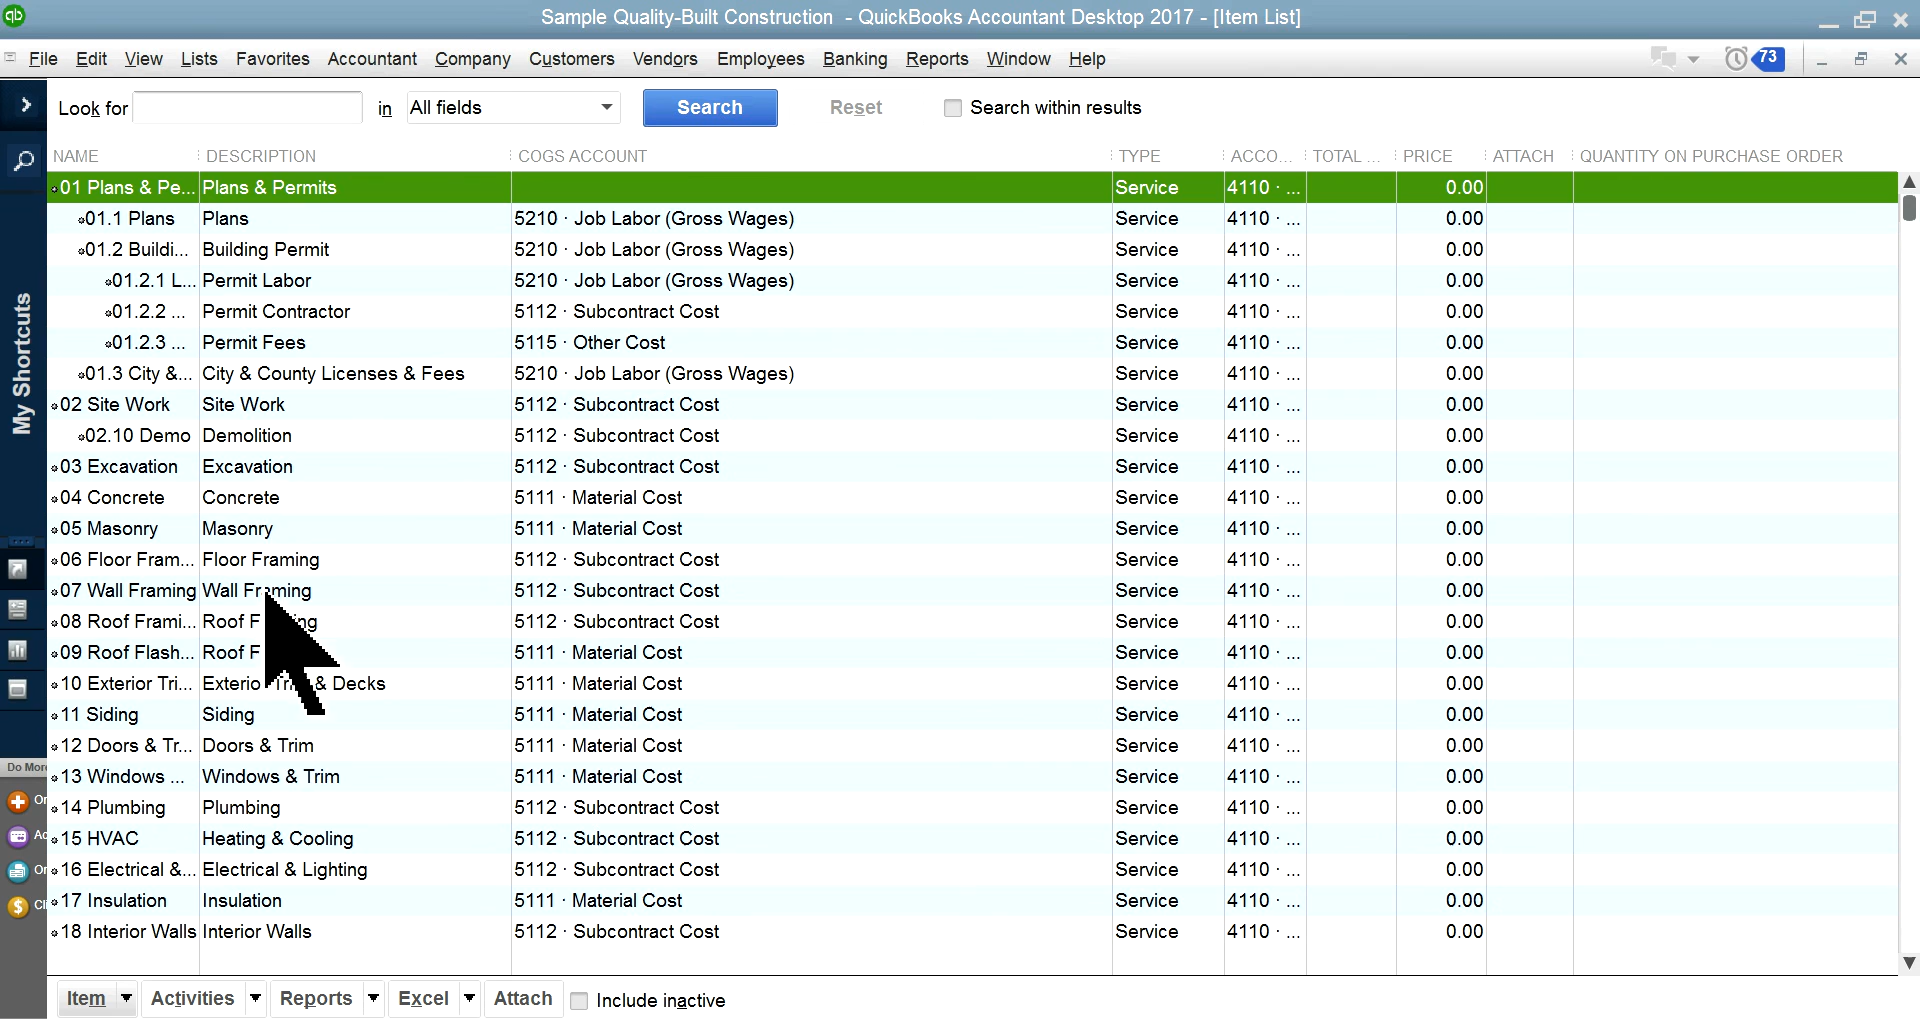 qb Sample Quality-Built Construction - QuickBooks Accountant Desktop 2017 - [Item List]
File Edit View Lists Favorites Accountant Company Customers Vendors Employees Banking Reports Window Help 73
Look for in All fields Search Reset Search within results
NAME DESCRIPTION COGS ACCOUNT TYPE ACCO... TOTAL ... PRICE ATTACH QUANTITY ON PURCHASE ORDER
01 Plans & Pe... Plans & Permits Service 4110 · ... 0.00
01.1 Plans Plans 5210 · Job Labor (Gross Wages) Service 4110 · ... 0.00
01.2 Buildi... Building Permit 5210 · Job Labor (Gross Wages) Service 4110 · ... 0.00
01.2.1 L... Permit Labor 5210 · Job Labor (Gross Wages) Service 4110 · ... 0.00
01.2.2 ... Permit Contractor 5112 · Subcontract Cost Service 4110 · ... 0.00
01.2.3 ... Permit Fees 5115 · Other Cost Service 4110 · ... 0.00
01.3 City &... City & County Licenses & Fees 5210 · Job Labor (Gross Wages) Service 4110 · ... 0.00
02 Site Work Site Work 5112 · Subcontract Cost Service 4110 · ... 0.00
02.10 Demo Demolition 5112 · Subcontract Cost Service 4110 · ... 0.00
03 Excavation Excavation 5112 · Subcontract Cost Service 4110 · ... 0.00
04 Concrete Concrete 5111 · Material Cost Service 4110 · ... 0.00
05 Masonry Masonry 5111 · Material Cost Service 4110 · ... 0.00
06 Floor Fram... Floor Framing 5112 · Subcontract Cost Service 4110 · ... 0.00
07 Wall Framing Wall Framing 5112 · Subcontract Cost Service 4110 · ... 0.00
08 Roof Frami... Roof 5112 · Subcontract Cost Service 4110 · ... 0.00
09 Roof Flash... Roof 5111 · Material Cost Service 4110 · ... 0.00
10 Exterior Tri... & Decks 5111 · Material Cost Service 4110 · ... 0.00
11 Siding Siding 5111 · Material Cost Service 4110 · ... 0.00
12 Doors & Tr... Doors & Trim 5111 · Material Cost Service 4110 · ... 0.00
13 Windows ... Windows & Trim 5111 · Material Cost Service 4110 · ... 0.00
14 Plumbing Plumbing 5112 · Subcontract Cost Service 4110 · ... 0.00
15 HVAC Heating & Cooling 5112 · Subcontract Cost Service 4110 · ... 0.00
16 Electrical &... Electrical & Lighting 5112 · Subcontract Cost Service 4110 · ... 0.00
17 Insulation Insulation 5111 · Material Cost Service 4110 · ... 0.00
18 Interior Walls Interior Walls 5112 · Subcontract Cost Service 4110 · ... 0.00
My Shortcuts
Do More
Item Activities Reports Excel Attach Include inactive